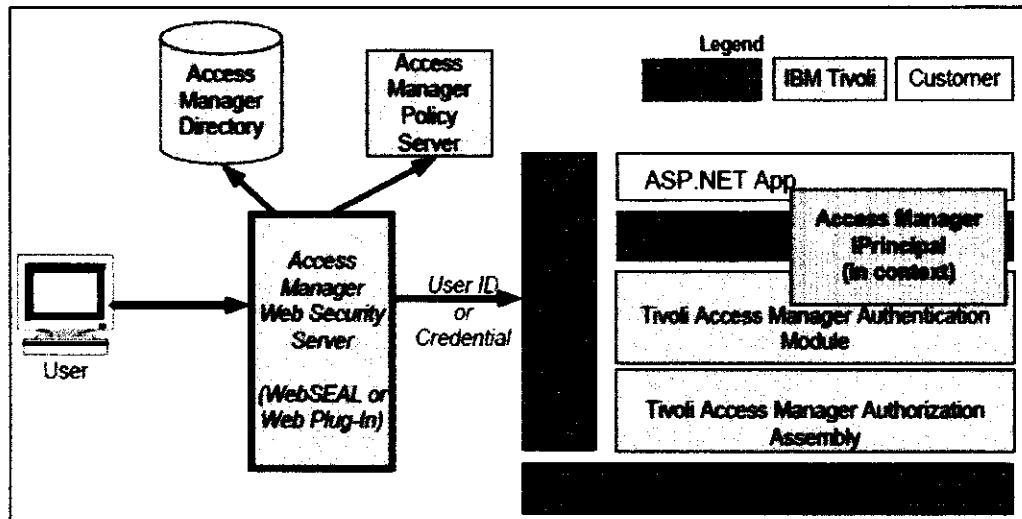 Legend
IBM Tivoli
Customer
Access
Manager
Directory
Access
Manager
Policy
Server
ASP.NET App
Access Manager
IPrincipal
(in context)
Access
Manager
Web Security
Server
(WebSEAL or
Web Plug-In)
User ID
or
Credential
User
Tivoli Access Manager Authentication
Module
Tivoli Access Manager Authorization
Assembly